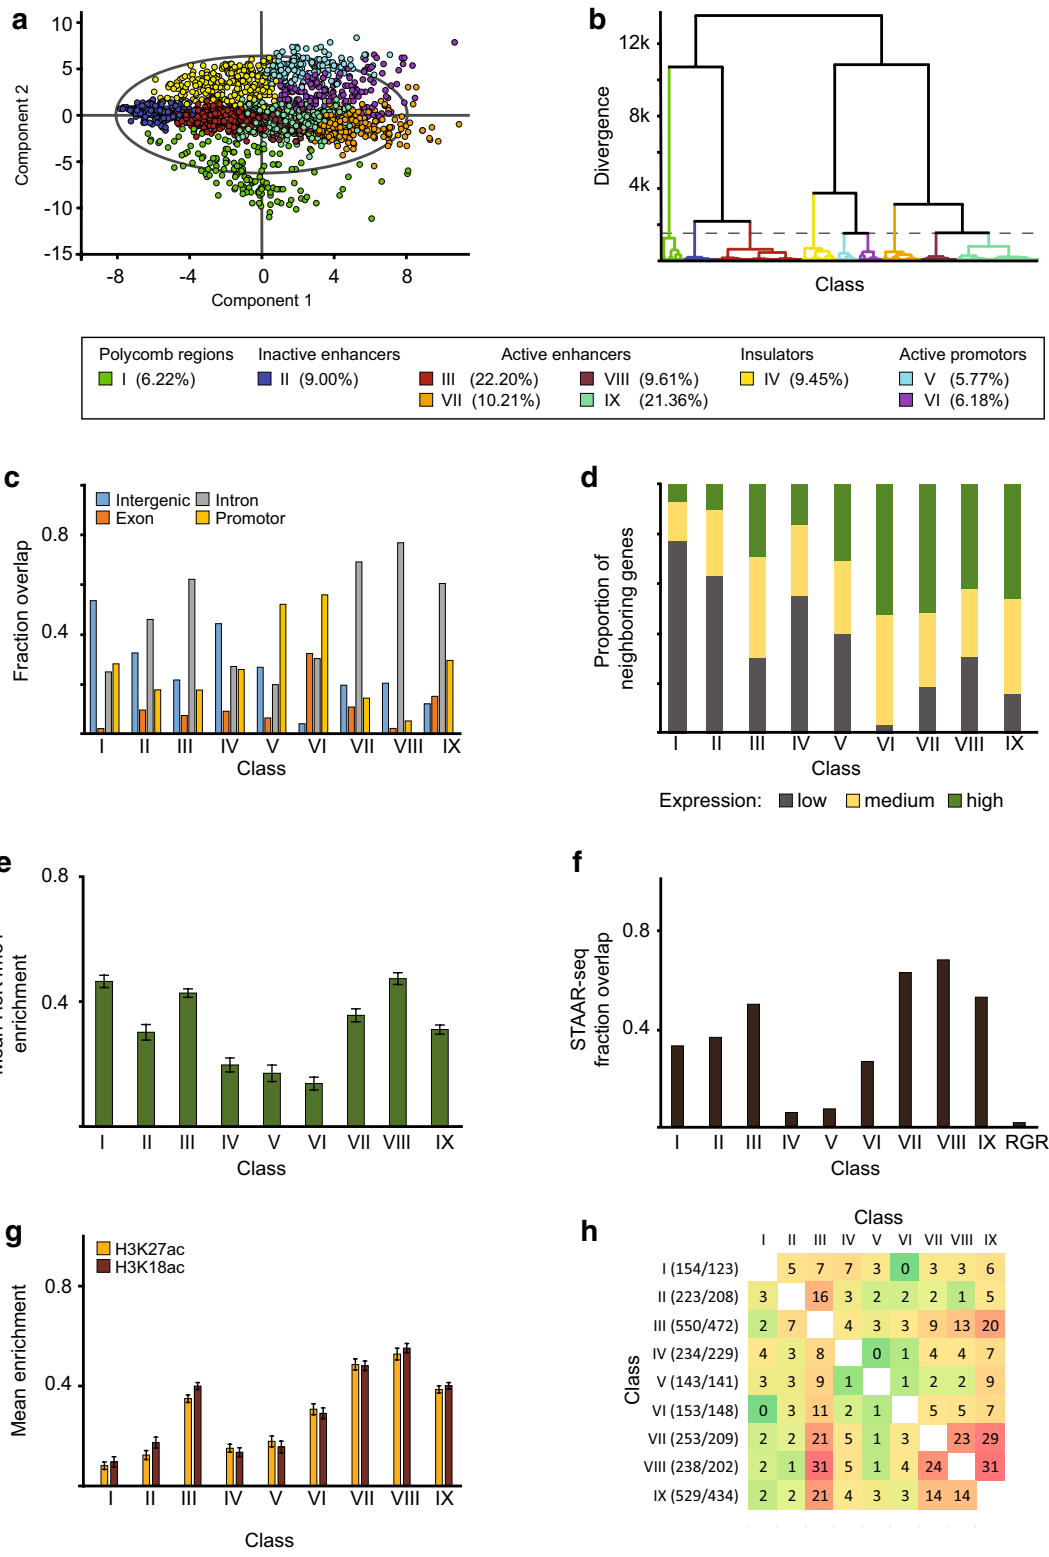 a
10
5
0
-5
-10
-15
Component 2
-8
-4
0
4
8
Component 1
b
12k
8k
4k
Divergence
Class
Polycomb regions
Inactive enhancers
Active enhancers
Insulators
Active promotors
I (6.22%)
II (9.00%)
III (22.20%)
VIII (9.61%)
IV (9.45%)
V (5.77%)
VII (10.21%)
IX (21.36%)
VI (6.18%)
c
Intergenic
Intron
Exon
Promotor
0.8
0.4
Fraction overlap
I II III IV V VI VII VIII IX
Class
d
Proportion of
neighboring genes
I II III IV V VI VII VIII IX
Class
Expression: low medium high
e
0.8
0.4
enrichment
I II III IV V VI VII VIII IX
Class
f
0.8
0.4
STAAR-seq
fraction overlap
I II III IV V VI VII VIII IX RGR
Class
g
H3K27ac
H3K18ac
0.8
0.4
Mean enrichment
I II III IV V VI VII VIII IX
Class
h
Class
I II III IV V VI VII VIII IX
Class
I (154/123) 5 7 7 3 0 3 3 6
II (223/208) 3 16 3 2 2 2 1 5
III (550/472) 2 7 4 3 3 9 13 20
IV (234/229) 4 3 8 0 1 4 4 7
V (143/141) 3 3 9 1 1 2 2 9
VI (153/148) 0 3 11 2 1 5 5 7
VII (253/209) 2 2 21 5 1 3 23 29
VIII (238/202) 2 1 31 5 1 4 24 31
IX (529/434) 2 2 21 4 3 3 14 14